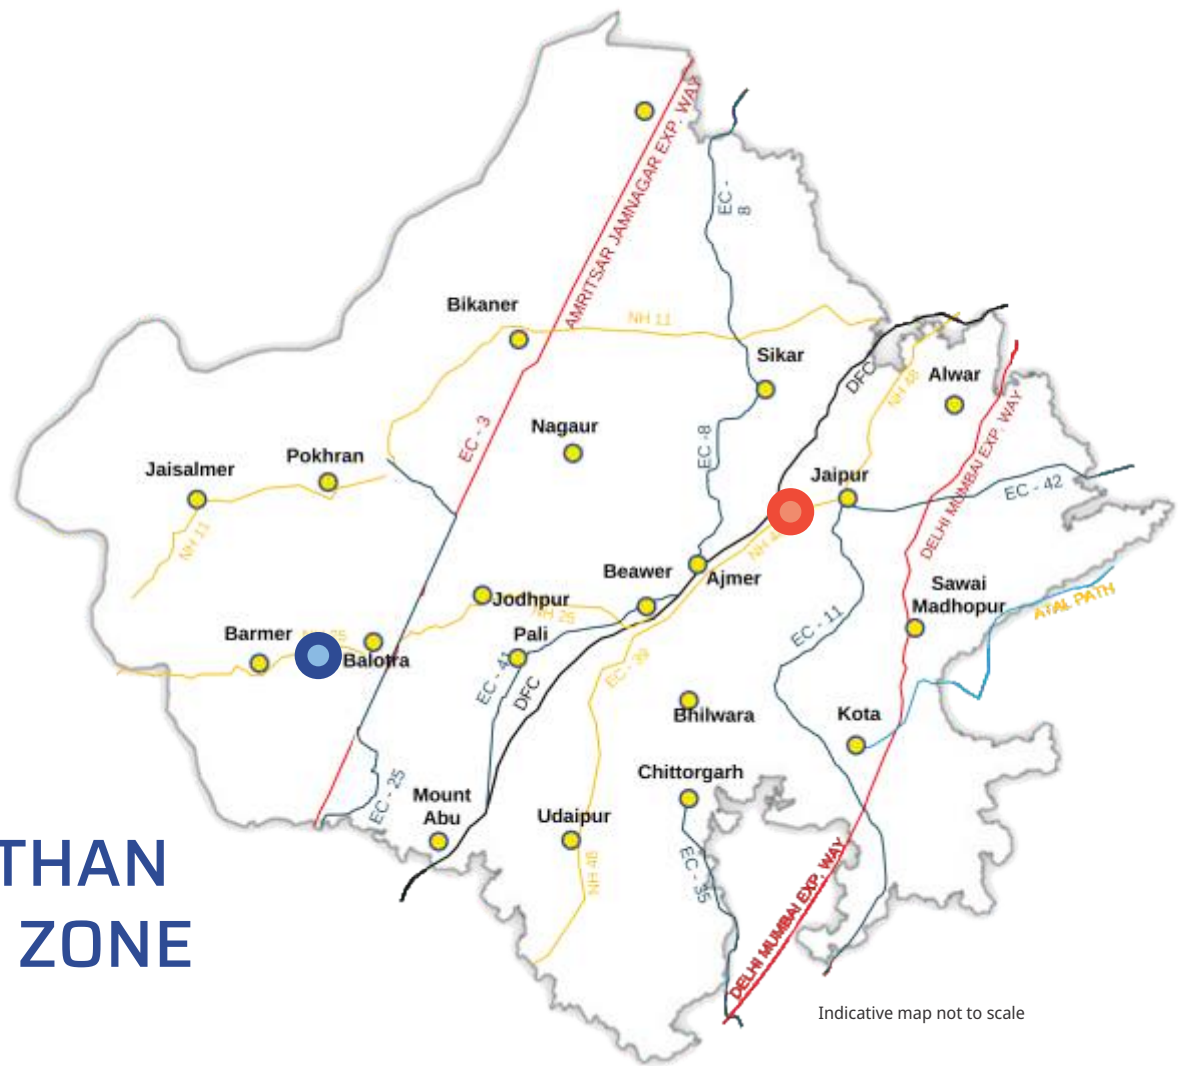 AMRITSAR JAMNAGAR EXP. WAY
EC -
8
Bikaner
NH 11
Sikar
DFC
NH 48
Alwar
Nagaur
EC - 3
EC -8
Jaisalmer
Pokhran
Jaipur
DELHI MUMBAI EXP. WAY
EC - 42
NH 11
NH
Beawer
Ajmer
Sawai
Madhopur
ATAL PATH
Jodhpur
NH 25
Barmer
Balotra
Pali
EC - 11
EC - 41
DFC
EC - 39
Bhilwara
Kota
Chittorgarh
EC - 25
Mount
Abu
Udaipur
NH 48
EC - 35
DELHI MUMBAI EXP. WAY
THAN
ZONE
Indicative map not to scale